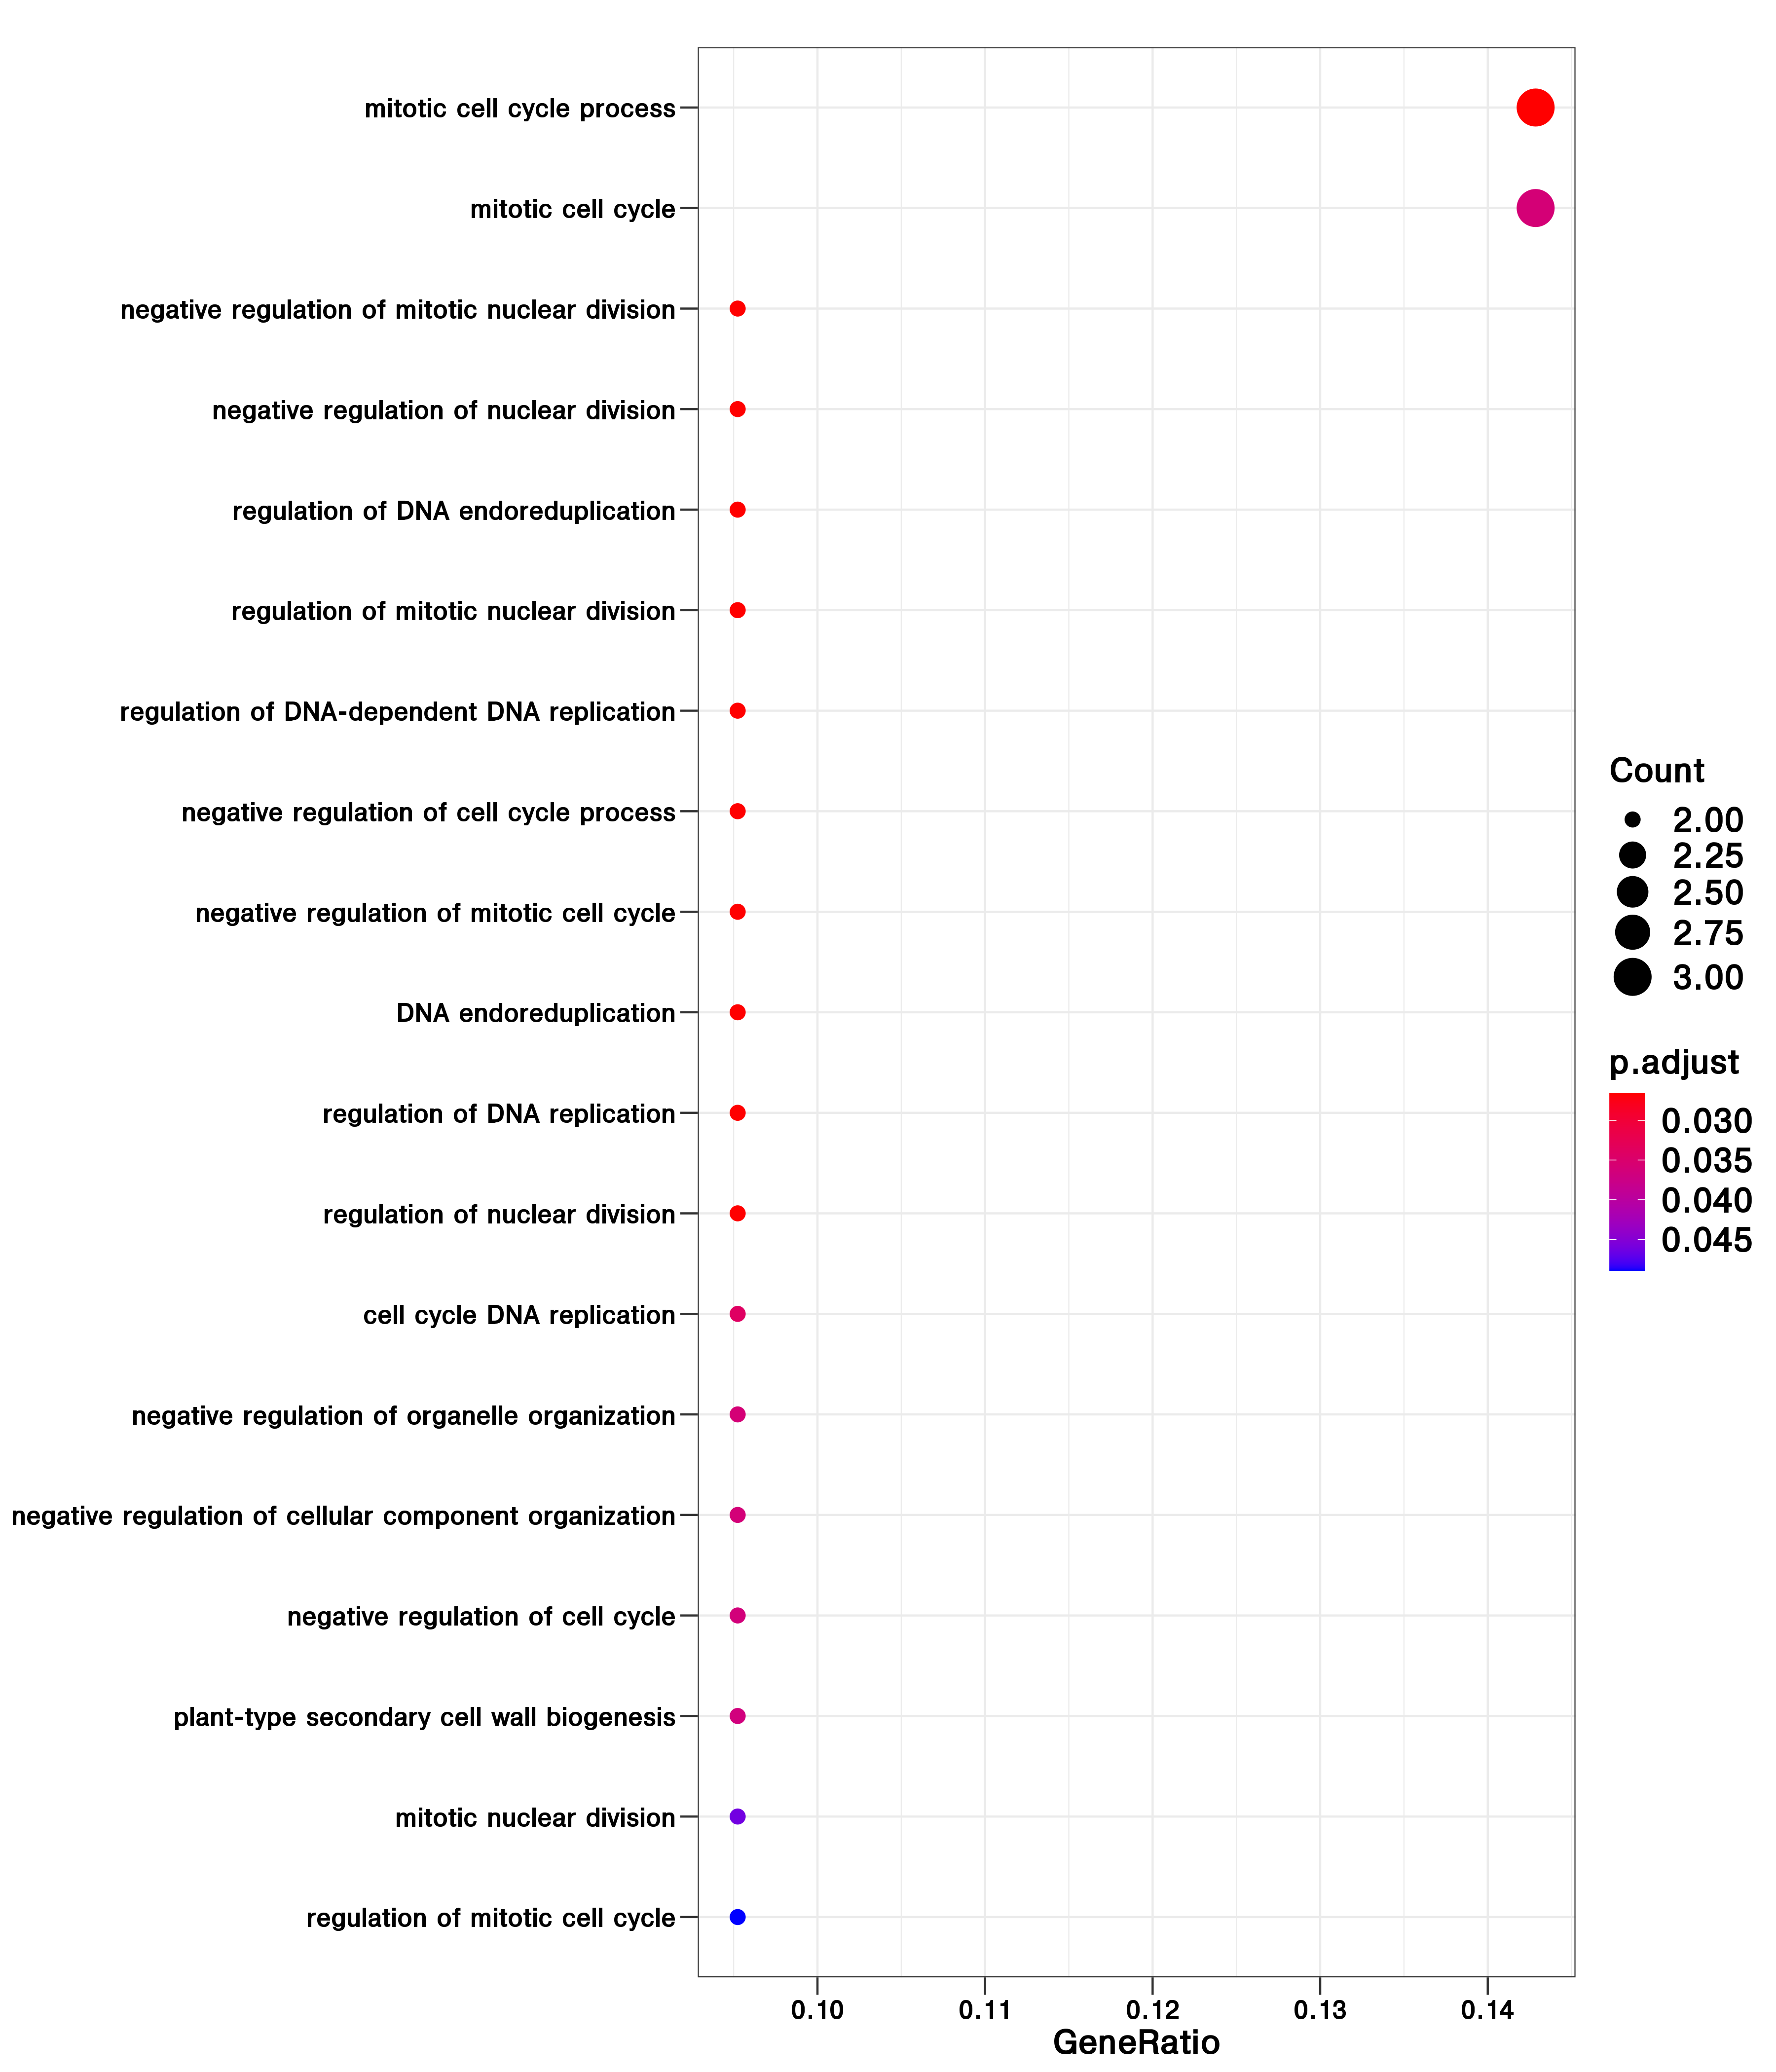 mitotic cell cycle process
mitotic cell cycle
negative regulation of mitotic nuclear division
negative regulation of nuclear division
regulation of DNA endoreduplication
regulation of mitotic nuclear division
regulation of DNA-dependent DNA replication
negative regulation of cell cycle process
negative regulation of mitotic cell cycle
DNA endoreduplication
regulation of DNA replication
regulation of nuclear division
cell cycle DNA replication
negative regulation of organelle organization
negative regulation of cellular component organization
negative regulation of cell cycle
plant-type secondary cell wall biogenesis
mitotic nuclear division
regulation of mitotic cell cycle
0.10 0.11 0.12 0.13 0.14
GeneRatio
Count
2.00
2.25
2.50
2.75
3.00
p.adjust
0.030
0.035
0.040
0.045